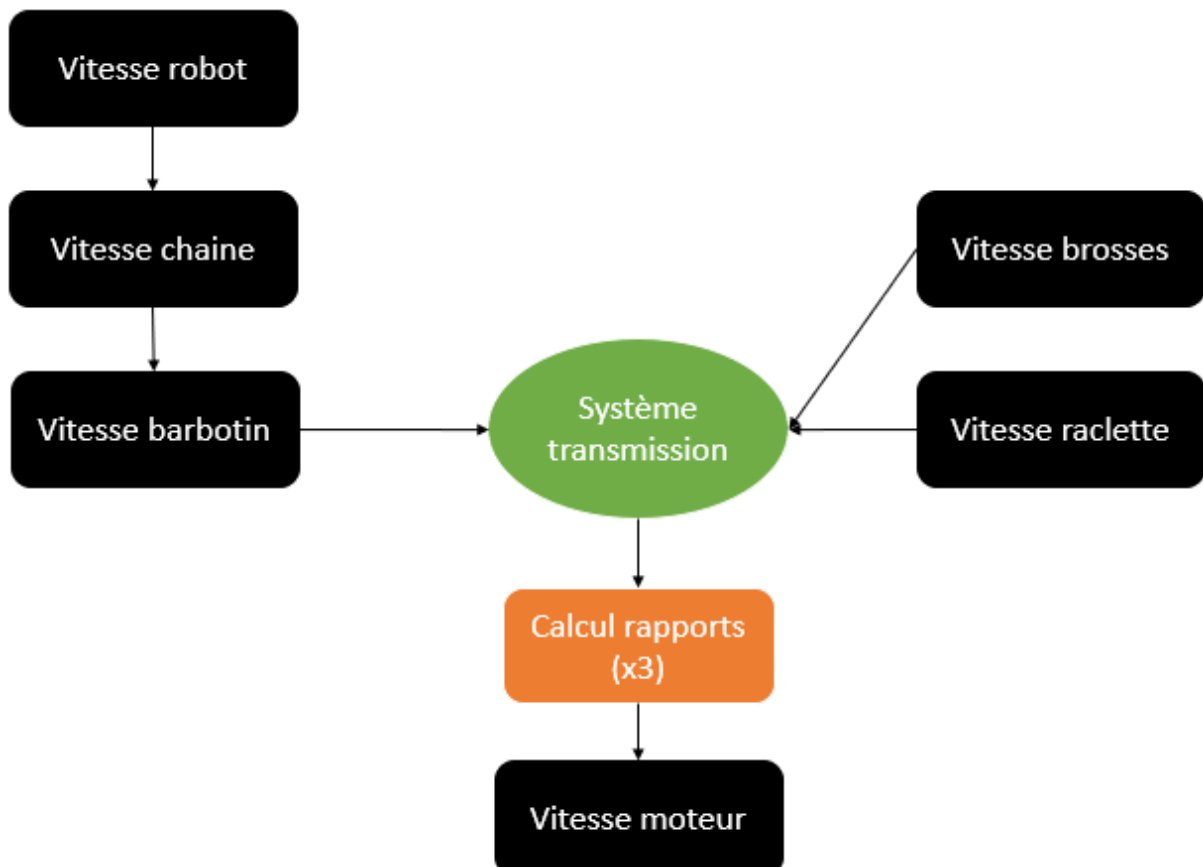 Vitesse robot
Vitesse chaine
Vitesse brosses
Vitesse barbotin
Système
transmission
Vitesse raclette
Calcul rapports
(x3)
Vitesse moteur